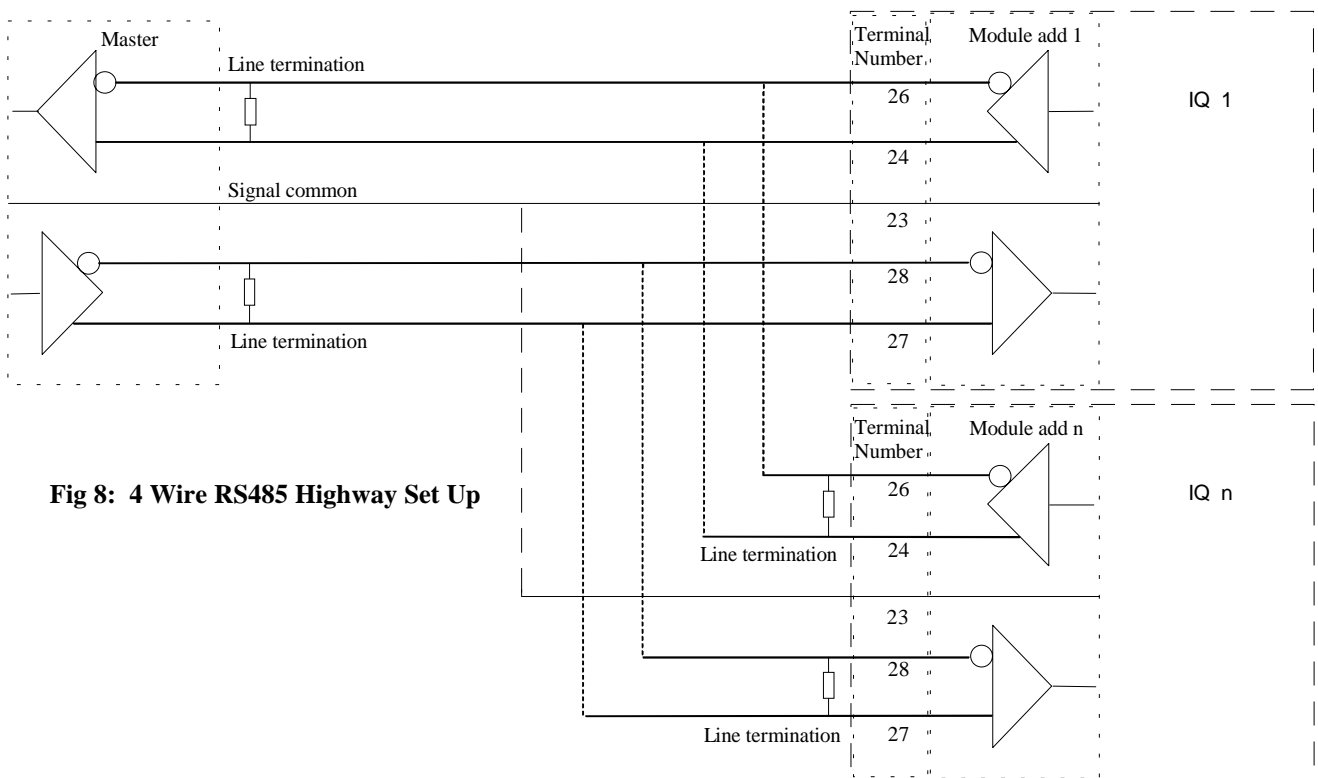 Master
Line termination
Terminal
Number
Module add 1
26
IQ 1
24
Signal common
23
28
27
Line termination
Terminal
Number
Module add n
Fig 8: 4 Wire RS485 Highway Set Up
26
IQ n
24
Line termination
23
28
27
Line termination